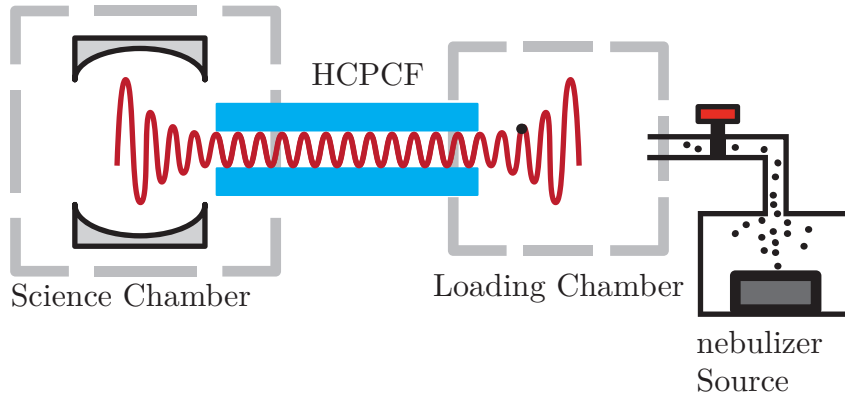 HCPCF
Science Chamber
Loading Chamber
nebulizer
Source